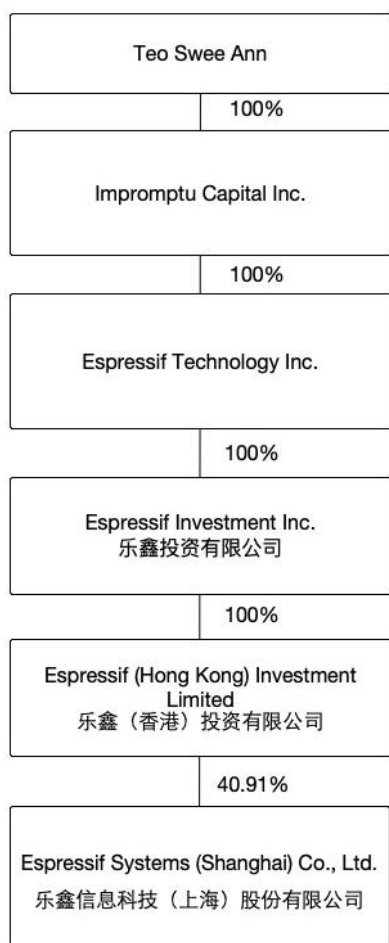 Teo Swee Ann
100%
Impromptu Capital Inc.
100%
Espressif Technology Inc.
100%
Espressif Investment Inc.
乐鑫投资有限公司
100%
Espressif (Hong Kong) Investment
Limited
乐鑫（香港）投资有限公司
40.91%
Espressif Systems (Shanghai) Co., Ltd.
乐鑫信息科技（上海）股份有限公司